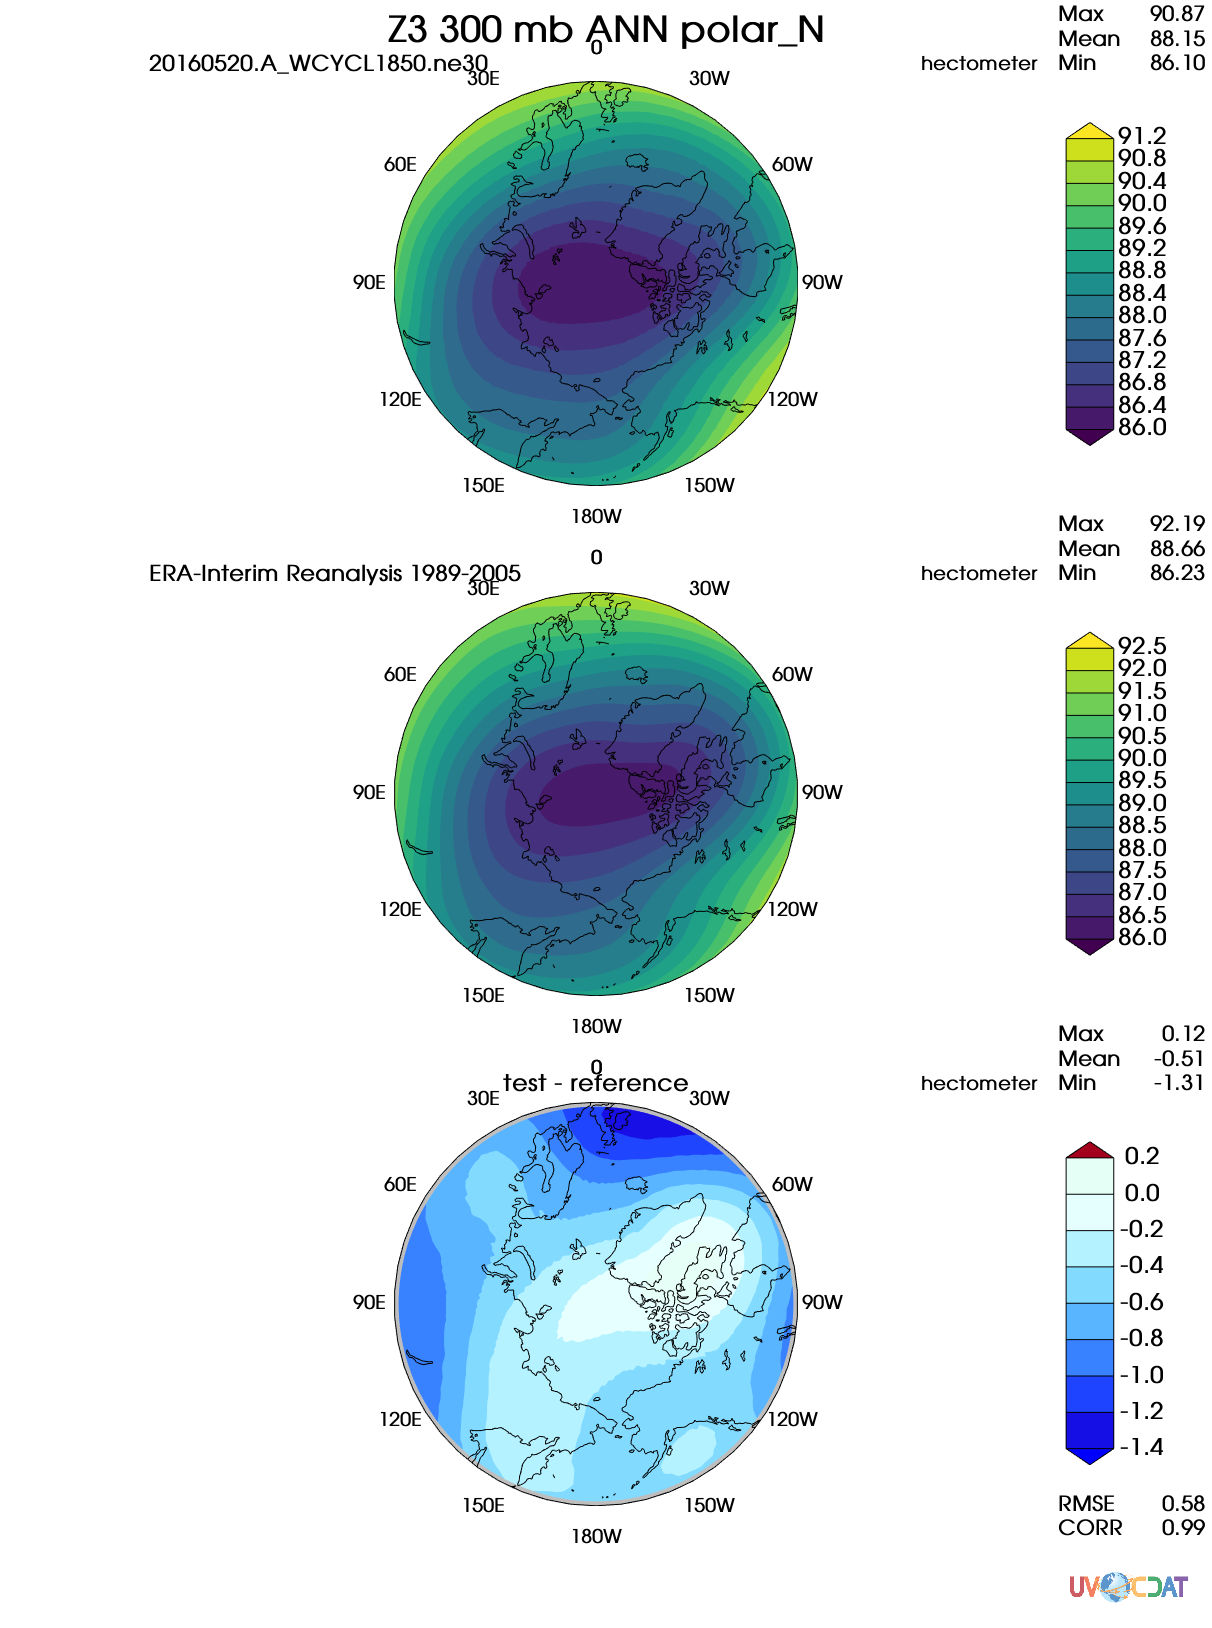 Z3 300 mb ANN polar_N
Max 90.87
Mean 88.15
hectometer Min 86.10
20160520.A_WCYCL1850.ne30
0
30E 30W
60E 60W
90E 90W
120E 120W
150E 150W
180W
91.2
90.8
90.4
90.0
89.6
89.2
88.8
88.4
88.0
87.6
87.2
86.8
86.4
86.0
Max 92.19
Mean 88.66
hectometer Min 86.23
ERA-Interim Reanalysis 1989-2005
0
30E 30W
60E 60W
90E 90W
120E 120W
150E 150W
180W
92.5
92.0
91.5
91.0
90.5
90.0
89.5
89.0
88.5
88.0
87.5
87.0
86.5
86.0
Max 0.12
Mean -0.51
hectometer Min -1.31
test - reference
0
30E 30W
60E 60W
90E 90W
120E 120W
150E 150W
180W
0.2
0.0
-0.2
-0.4
-0.6
-0.8
-1.0
-1.2
-1.4
RMSE 0.58
CORR 0.99
UV CDAT